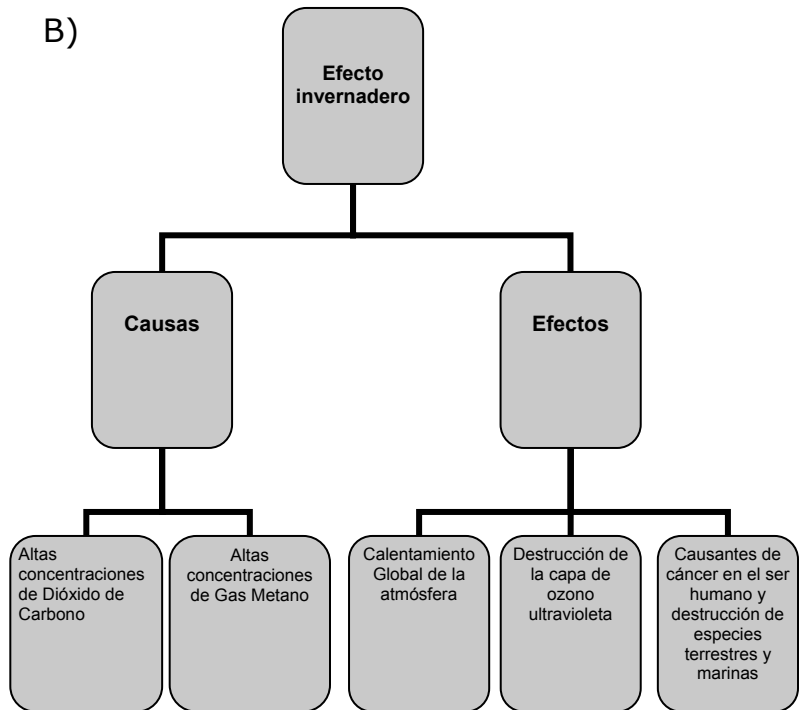 B)
Efecto
invernadero
Causas
Efectos
Altas
concentraciones
de Dióxido de
Carbono
Altas
concentraciones
de Gas Metano
Calentamiento
Global de la
atmósfera
Destrucción de
la capa de
ozono
ultravioleta
Causantes de
cáncer en el ser
humano y
destrucción de
especies
terrestres y
marinas